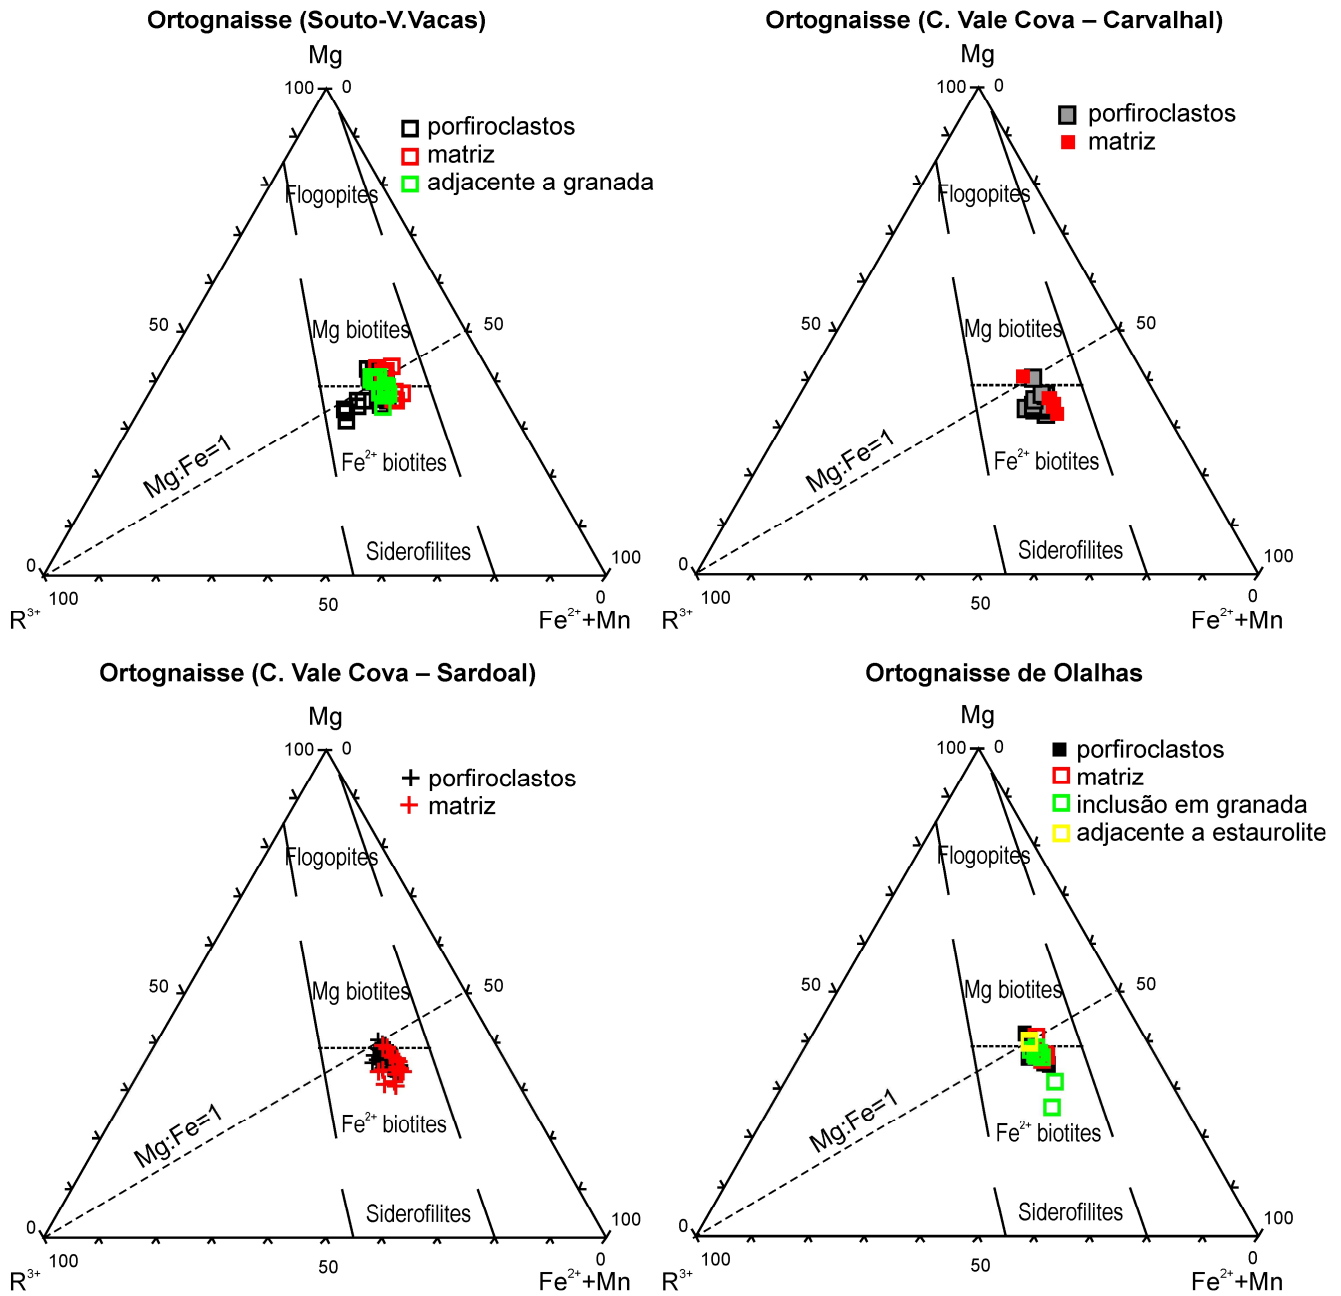 Ortognaisse (Souto-V.Vacas)
Mg
100
0
porfiroclastos
matriz
adjacente a granada
Flogopites
50
50
Mg biotites
Mg:Fe=1
Fe²⁺ biotites
Siderofilites
0
100
100
50
0
R³⁺
Fe²⁺+Mn
Ortognaisse (C. Vale Cova – Carvalhal)
Mg
100
0
porfiroclastos
matriz
Flogopites
50
50
Mg biotites
Mg:Fe=1
Fe²⁺ biotites
Siderofilites
0
100
100
50
0
R³⁺
Fe²⁺+Mn
Ortognaisse (C. Vale Cova – Sardoal)
Mg
100
0
porfiroclastos
matriz
Flogopites
50
50
Mg biotites
Mg:Fe=1
Fe²⁺ biotites
Siderofilites
0
100
100
50
0
R³⁺
Fe²⁺+Mn
Ortognaisse de Olalhas
Mg
100
0
porfiroclastos
matriz
inclusão em granada
adjacente a estaurolite
Flogopites
50
50
Mg biotites
Mg:Fe=1
Fe²⁺ biotites
Siderofilites
0
100
100
50
0
R³⁺
Fe²⁺+Mn